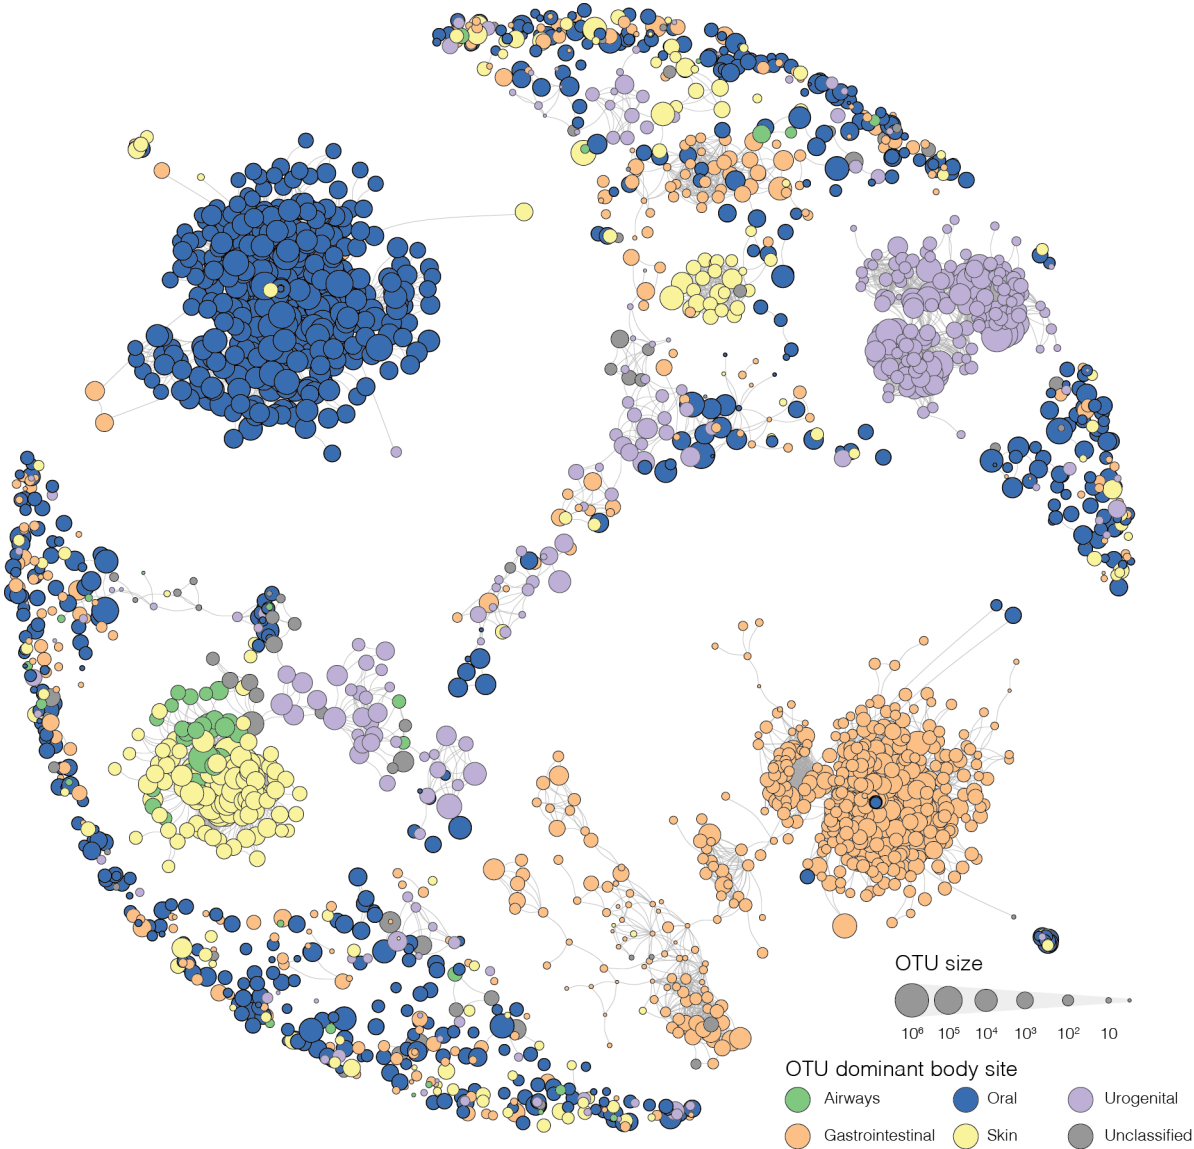 OTU size
10⁶ 10⁵ 10⁴ 10³ 10² 10
OTU dominant body site
Airways Oral Urogenital
Gastrointestinal Skin Unclassified